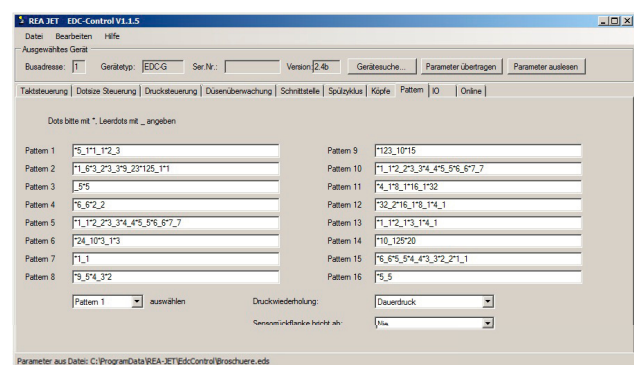 REA JET EDC-Control V1.1.5
Datei Bearbeiten Hilfe
Ausgewähltes Gerät
Busadresse: 1 Gerätetyp: EDC-G Ser.Nr.: Version: 2.4b Gerätesuche... Parameter übertragen Parameter auslesen
Taktsteuerung Dotsize Steuerung Drucksteuerung Düsenüberwachung Schnittstelle Spülzyklus Köpfe Pattern IO Online
Dots bitte mit *, Leerdots mit _ angeben
Pattern 1 *5_1*1_1*2_3 Pattern 9 *123_10*15
Pattern 2 *1_6*3_2*3_3*9_23*125_1*1 Pattern 10 *1_1*2_2*3_3*4_4*5_5*6_6*7_7
Pattern 3 _5*5 Pattern 11 *4_1*8_1*16_1*32
Pattern 4 *6_6*2_2 Pattern 12 *32_2*16_1*8_1*4_1
Pattern 5 *1_1*2_2*3_3*4_4*5_5*6_6*7_7 Pattern 13 *1_1*2_1*3_1*4_1
Pattern 6 *24_10*3_1*3 Pattern 14 *10_125*20
Pattern 7 *1_1 Pattern 15 *6_6*5_5*4_4*3_3*2_2*1_1
Pattern 8 *9_5*4_3*2 Pattern 16 *5_5
Pattern 1 auswählen Druckwiederholung: Dauerdruck
Sensorrückflanke bricht ab: Nie
Parameter aus Datei: C:\ProgramData\REA-JET\EdcControl\Broschuere.eds